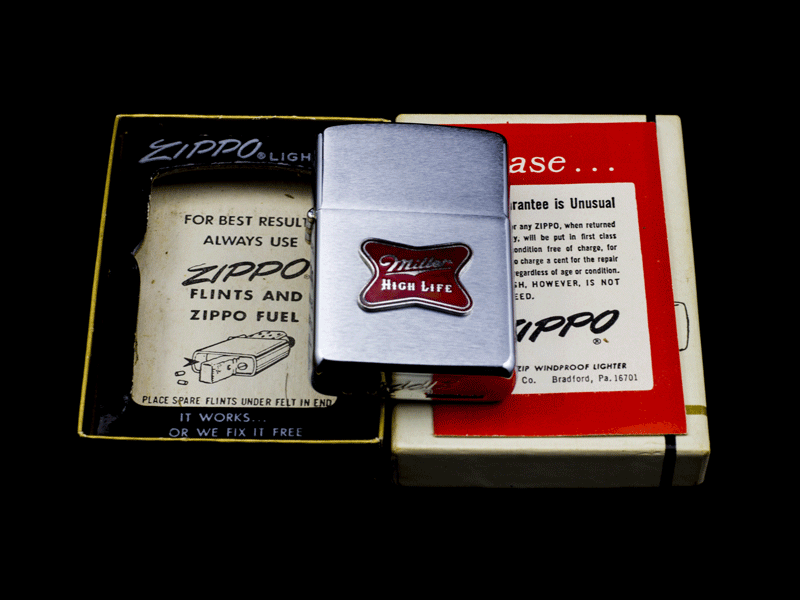 ZIPPO® LIGH
FOR BEST RESULT
ALWAYS USE
ZIPPO
FLINTS AND
ZIPPO FUEL
PLACE SPARE FLINTS UNDER FELT IN END
IT WORKS...
OR WE FIX IT FREE
Miller
HIGH LIFE
ase...
rantee is Unusual
r any ZIPPO, when returned
y, will be put in first class
ondition free of charge, for
o charge a cent for the repair
regardless of age or condition.
SH, HOWEVER, IS NOT
EED.
ZIPPO
®
ZIP WINDPROOF LIGHTER
Co. Bradford, Pa. 16701